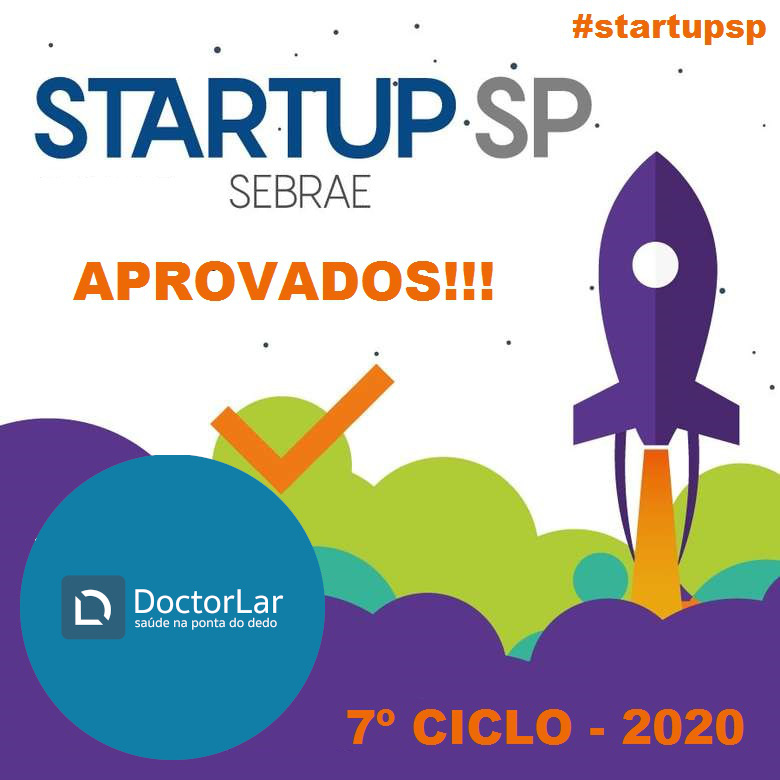 #startupsp
STARTUP SP
SEBRAE
APROVADOS!!!
DoctorLar
saúde na ponta do dedo
7º CICLO - 2020